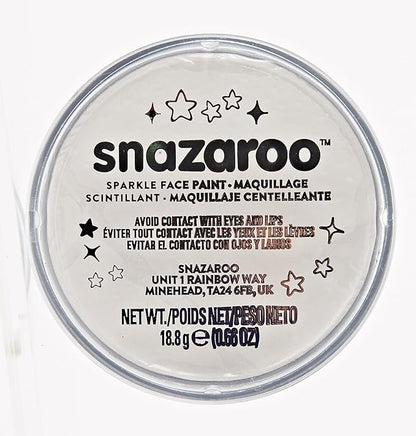 snazaroo™
SPARKLE FACE PAINT • MAQUILLAGE
SCINTILLANT • MAQUILLAJE CENTELLEANTE
AVOID CONTACT WITH EYES AND LIPS
ÉVITER TOUT CONTACT AVEC LES YEUX ET LES LÈVRES
EVITAR EL CONTACTO CON OJOS Y LABIOS
SNAZAROO
UNIT 1 RAINBOW WAY
MINEHEAD, TA24 6FB, UK
NET WT./POIDS NET/PESO NETO
18.8g℮(0.66 OZ)